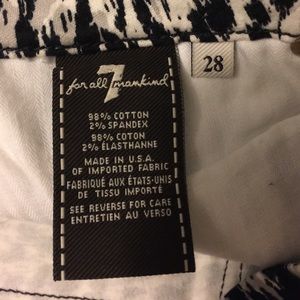 7
for all mankind
28
98% COTTON
2% SPANDEX
98% COTON
2% ÉLASTHANNE
MADE IN U.S.A.
OF IMPORTED FABRIC
FABRIQUÉ AUX ÉTATS-UNIS
DE TISSU IMPORTÉ
SEE REVERSE FOR CARE
ENTRETIEN AU VERSO